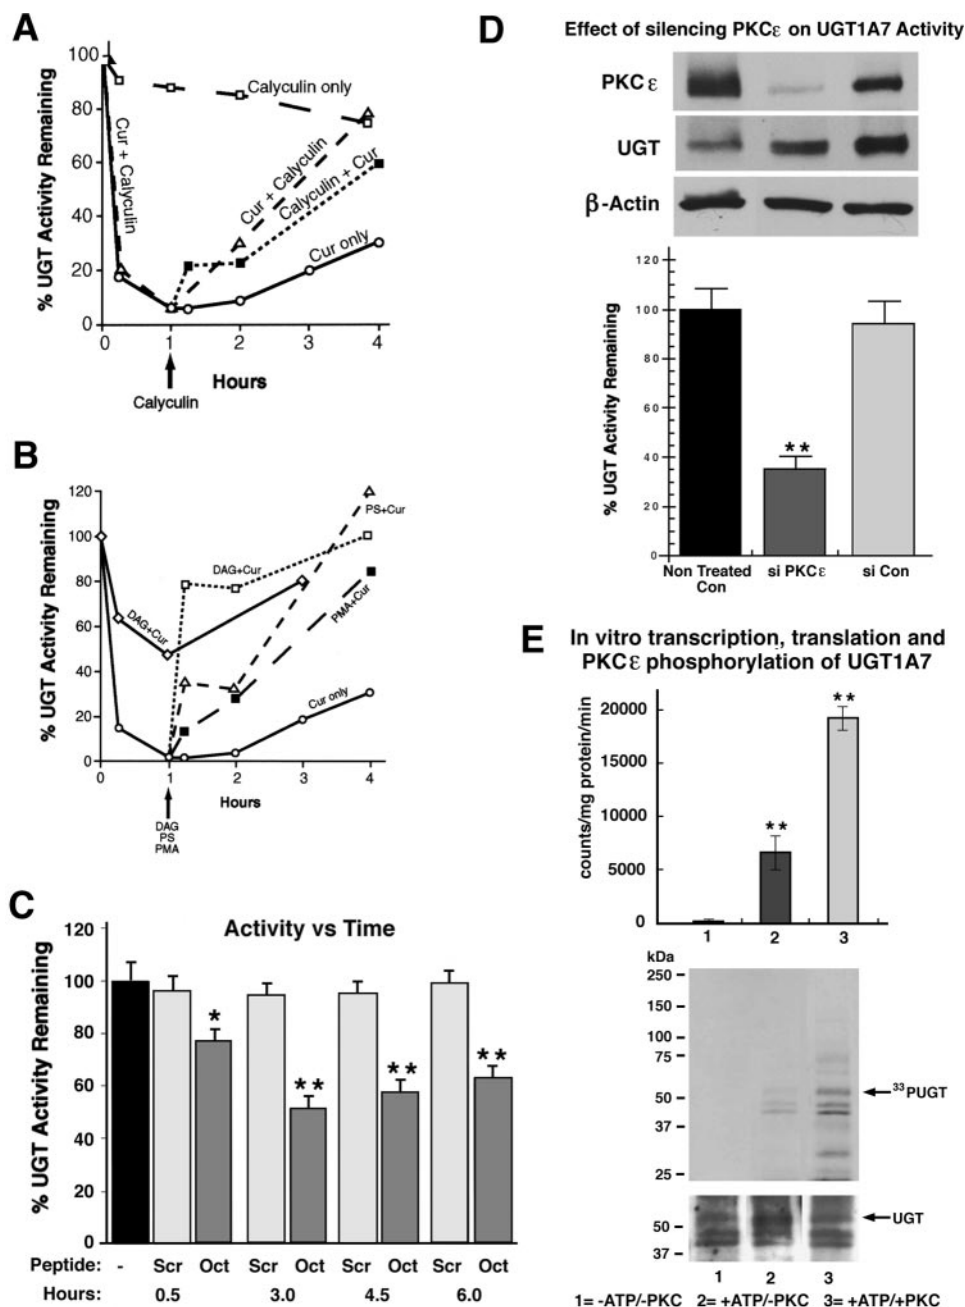 A
% UGT Activity Remaining
100
80
60
40
20
0
Calyculin only
Cur + Calyculin
Cur + Calyculin
Calyculin + Cur
Cur only
0 1 2 3 4
Hours
Calyculin
B
% UGT Activity Remaining
120
100
80
60
40
20
0
PS+Cur
DAG+Cur
DAG+Cur
PMA+Cur
Cur only
0 1 2 3 4
Hours
DAG
PS
PMA
C
Activity vs Time
% UGT Activity Remaining
120
100
80
60
40
20
00
*
**
**
**
Peptide: - Scr Oct Scr Oct Scr Oct Scr Oct
Hours: 0.5 3.0 4.5 6.0
D
Effect of silencing PKCε on UGT1A7 Activity
PKC ε
UGT
β-Actin
% UGT Activity Remaining
120
100
80
60
40
20
0
**
Non Treated
Con
si PKCε
si Con
E
In vitro transcription, translation and
PKCε phosphorylation of UGT1A7
counts/mg protein/min
20000
15000
10000
5000
0
**
**
1 2 3
kDa
250
150
100
75
50
37
25
³³PUGT
50
37
UGT
1 2 3
1= -ATP/-PKC 2= +ATP/-PKC 3= +ATP/+PKC